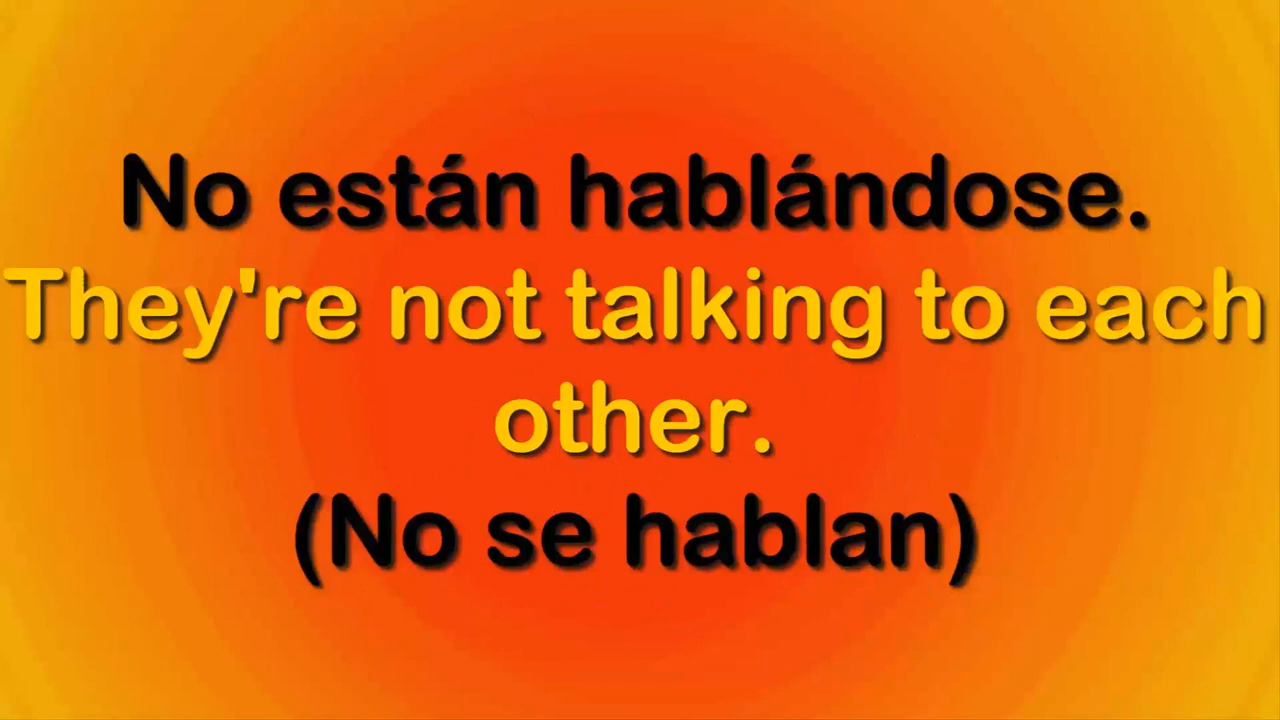 No están hablándose.
They're not talking to each
other.
(No se hablan)